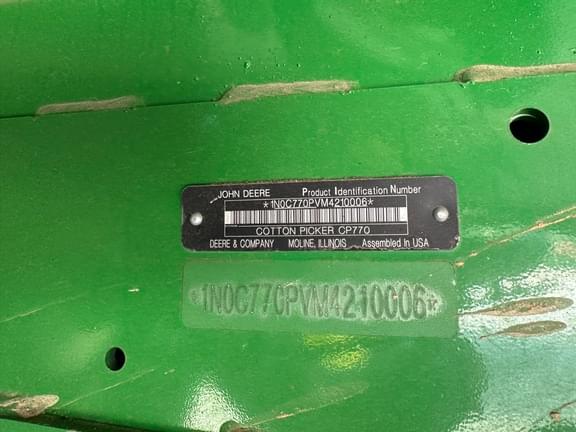 JOHN DEERE Product Identification Number
*1N0C770PVM4210006*
COTTON PICKER CP770
DEERE & COMPANY MOLINE, ILLINOIS Assembled In USA
*1N0C770PVM4210006*